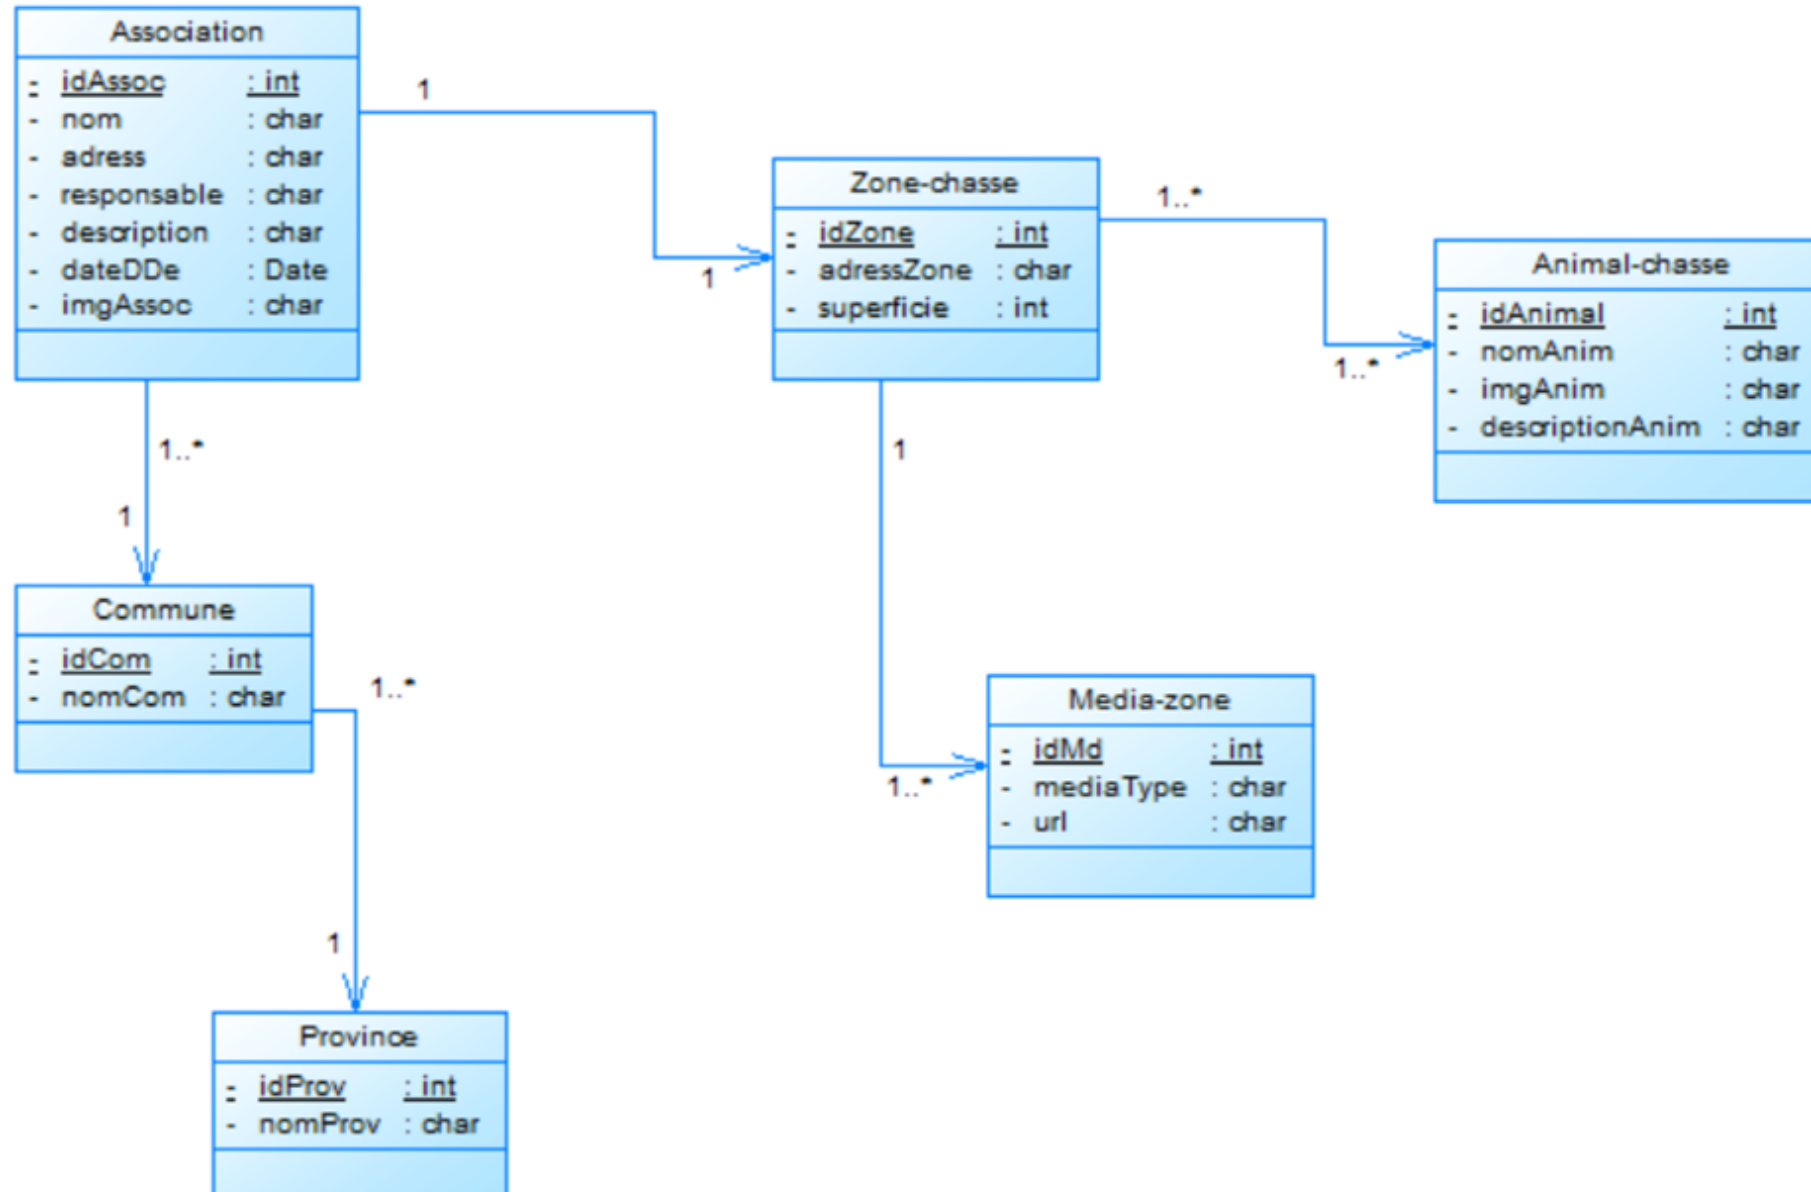 Association
- idAssoc : int
- nom : char
- adress : char
- responsable : char
- description : char
- dateDDe : Date
- imgAssoc : char
1
1
Zone-chasse
- idZone : int
- adressZone : char
- superficie : int
1..*
1..*
Animal-chasse
- idAnimal : int
- nomAnim : char
- imgAnim : char
- descriptionAnim : char
1..*
1
Commune
- idCom : int
- nomCom : char
1
1..*
Media-zone
- idMd : int
- mediaType : char
- url : char
1..*
1
Province
- idProv : int
- nomProv : char